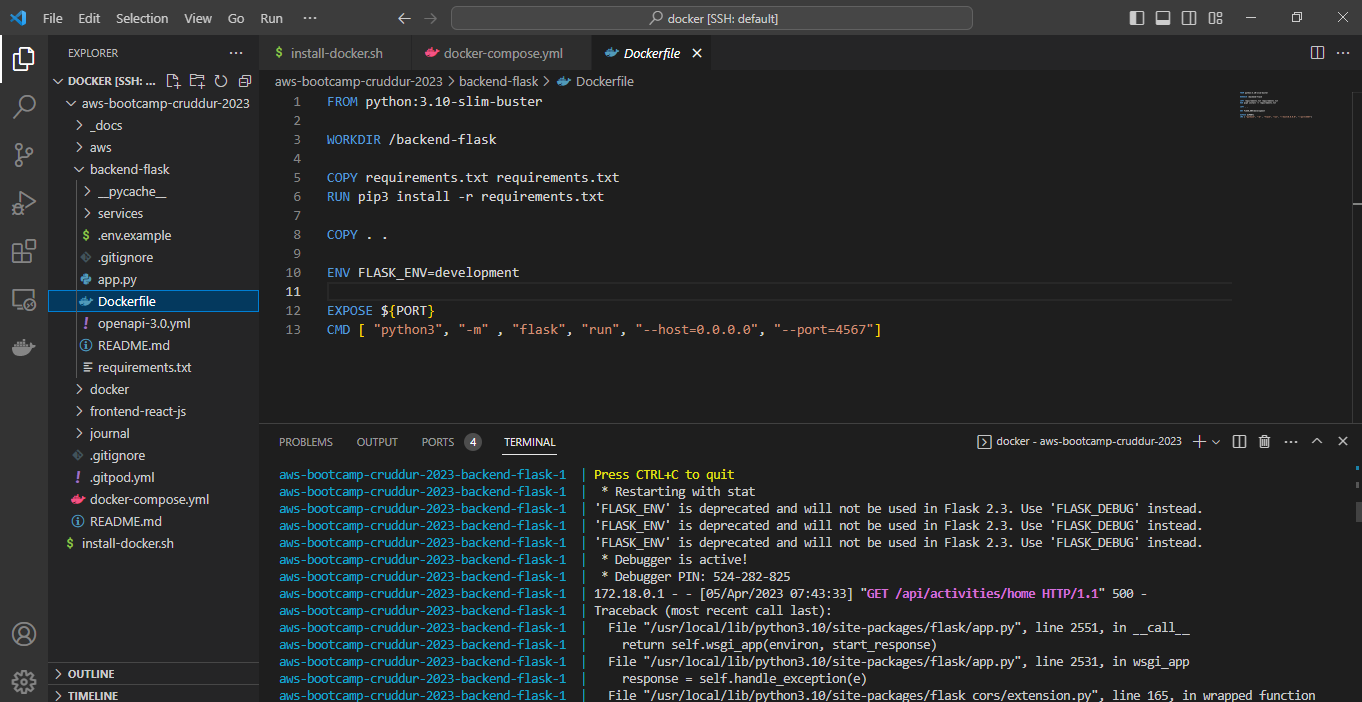 File Edit Selection View Go Run ··· docker [SSH: default]
EXPLORER ···
DOCKER [SSH: ...
aws-bootcamp-cruddur-2023
_docs
aws
backend-flask
__pycache__
services
$ .env.example
.gitignore
app.py
Dockerfile
! openapi-3.0.yml
README.md
requirements.txt
docker
frontend-react-js
journal
.gitignore
! .gitpod.yml
docker-compose.yml
README.md
$ install-docker.sh
OUTLINE
TIMELINE
$ install-docker.sh docker-compose.yml Dockerfile
aws-bootcamp-cruddur-2023 > backend-flask > Dockerfile
1 FROM python:3.10-slim-buster
2
3 WORKDIR /backend-flask
4
5 COPY requirements.txt requirements.txt
6 RUN pip3 install -r requirements.txt
7
8 COPY . .
9
10 ENV FLASK_ENV=development
11
12 EXPOSE ${PORT}
13 CMD [ "python3", "-m" , "flask", "run", "--host=0.0.0.0", "--port=4567"]
PROBLEMS OUTPUT PORTS 4 TERMINAL docker - aws-bootcamp-cruddur-2023
aws-bootcamp-cruddur-2023-backend-flask-1 | Press CTRL+C to quit
aws-bootcamp-cruddur-2023-backend-flask-1 | * Restarting with stat
aws-bootcamp-cruddur-2023-backend-flask-1 | 'FLASK_ENV' is deprecated and will not be used in Flask 2.3. Use 'FLASK_DEBUG' instead.
aws-bootcamp-cruddur-2023-backend-flask-1 | 'FLASK_ENV' is deprecated and will not be used in Flask 2.3. Use 'FLASK_DEBUG' instead.
aws-bootcamp-cruddur-2023-backend-flask-1 | 'FLASK_ENV' is deprecated and will not be used in Flask 2.3. Use 'FLASK_DEBUG' instead.
aws-bootcamp-cruddur-2023-backend-flask-1 | * Debugger is active!
aws-bootcamp-cruddur-2023-backend-flask-1 | * Debugger PIN: 524-282-825
aws-bootcamp-cruddur-2023-backend-flask-1 | 172.18.0.1 - - [05/Apr/2023 07:43:33] "GET /api/activities/home HTTP/1.1" 500 -
aws-bootcamp-cruddur-2023-backend-flask-1 | Traceback (most recent call last):
aws-bootcamp-cruddur-2023-backend-flask-1 | File "/usr/local/lib/python3.10/site-packages/flask/app.py", line 2551, in __call__
aws-bootcamp-cruddur-2023-backend-flask-1 | return self.wsgi_app(environ, start_response)
aws-bootcamp-cruddur-2023-backend-flask-1 | File "/usr/local/lib/python3.10/site-packages/flask/app.py", line 2531, in wsgi_app
aws-bootcamp-cruddur-2023-backend-flask-1 | response = self.handle_exception(e)
aws-bootcamp-cruddur-2023-backend-flask-1 | File "/usr/local/lib/python3.10/site-packages/flask_cors/extension.py", line 165, in wrapped_function